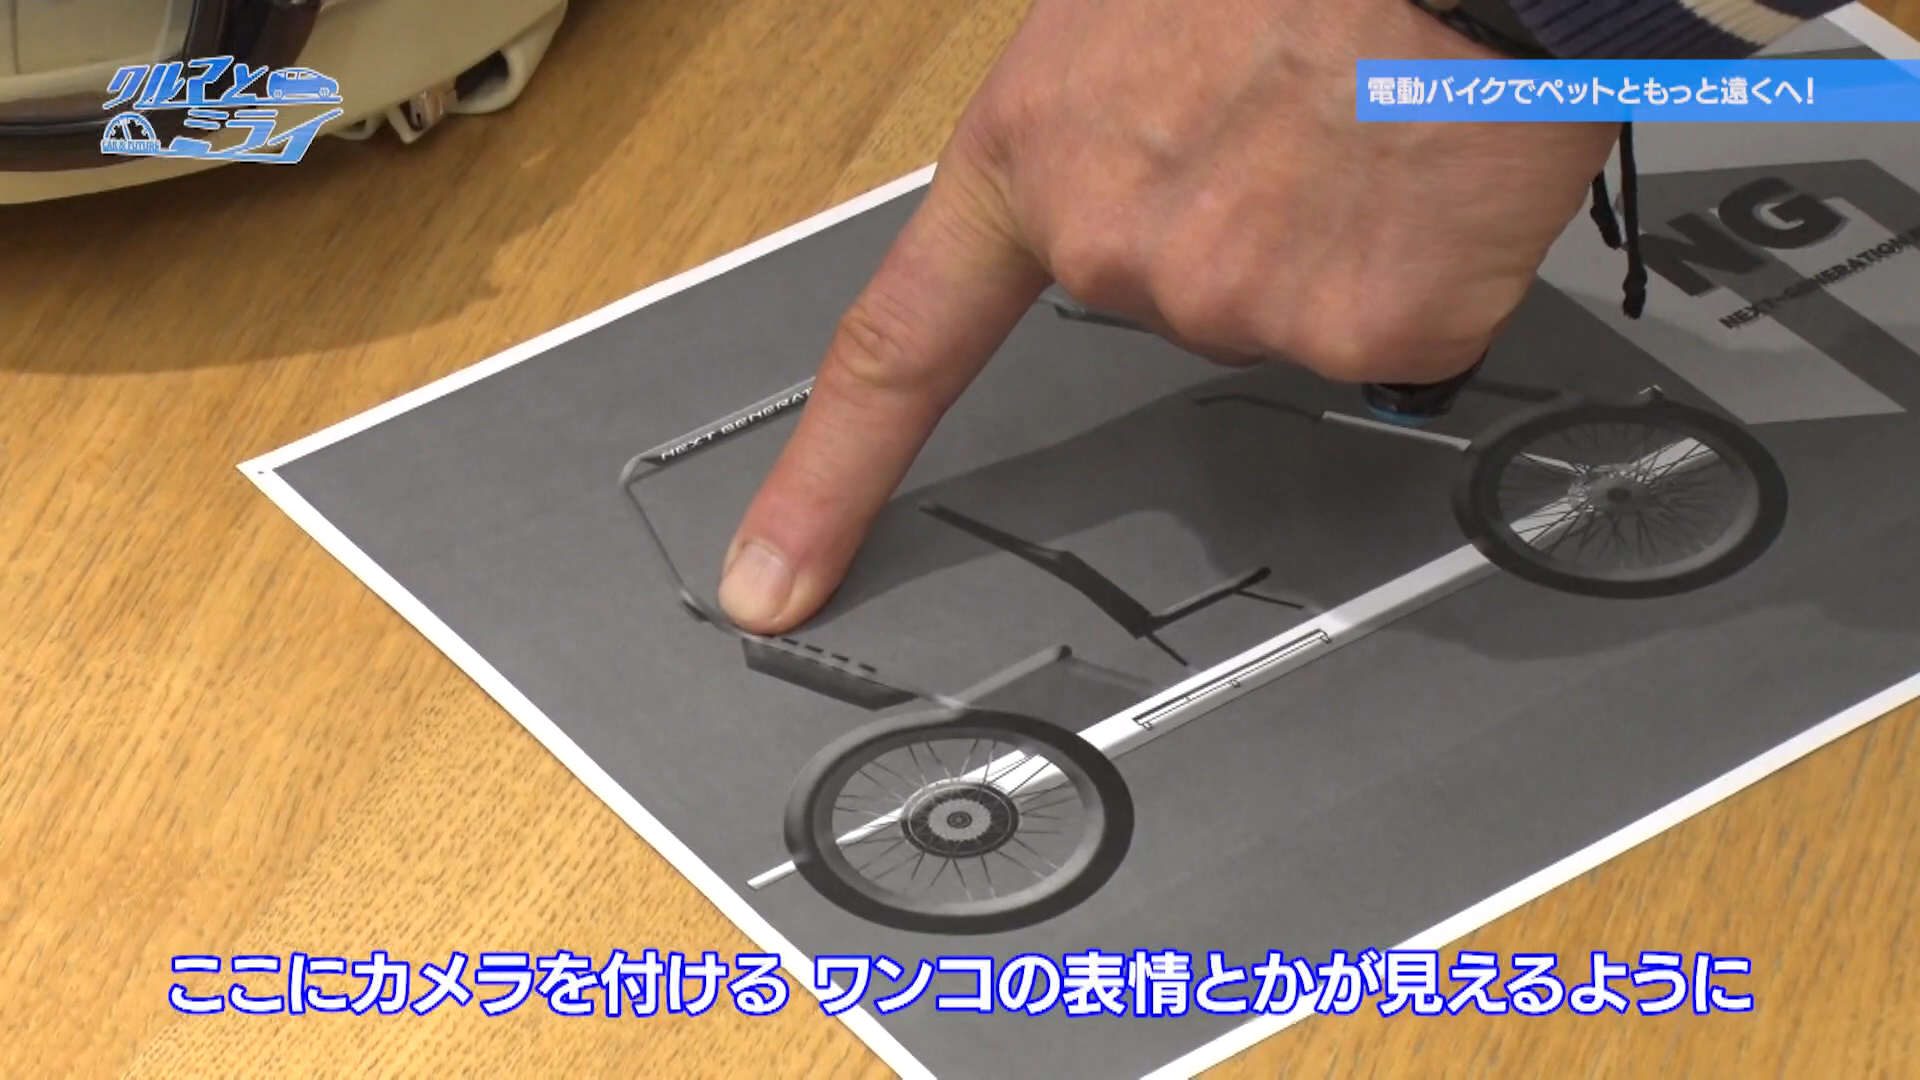 クルマと
ミライ
CAR & FUTURE
電動バイクでペットともっと遠くへ!
NG
NEXT-GENERATION
NEXT GENERAT
ここにカメラを付ける ワンコの表情とかが見えるように